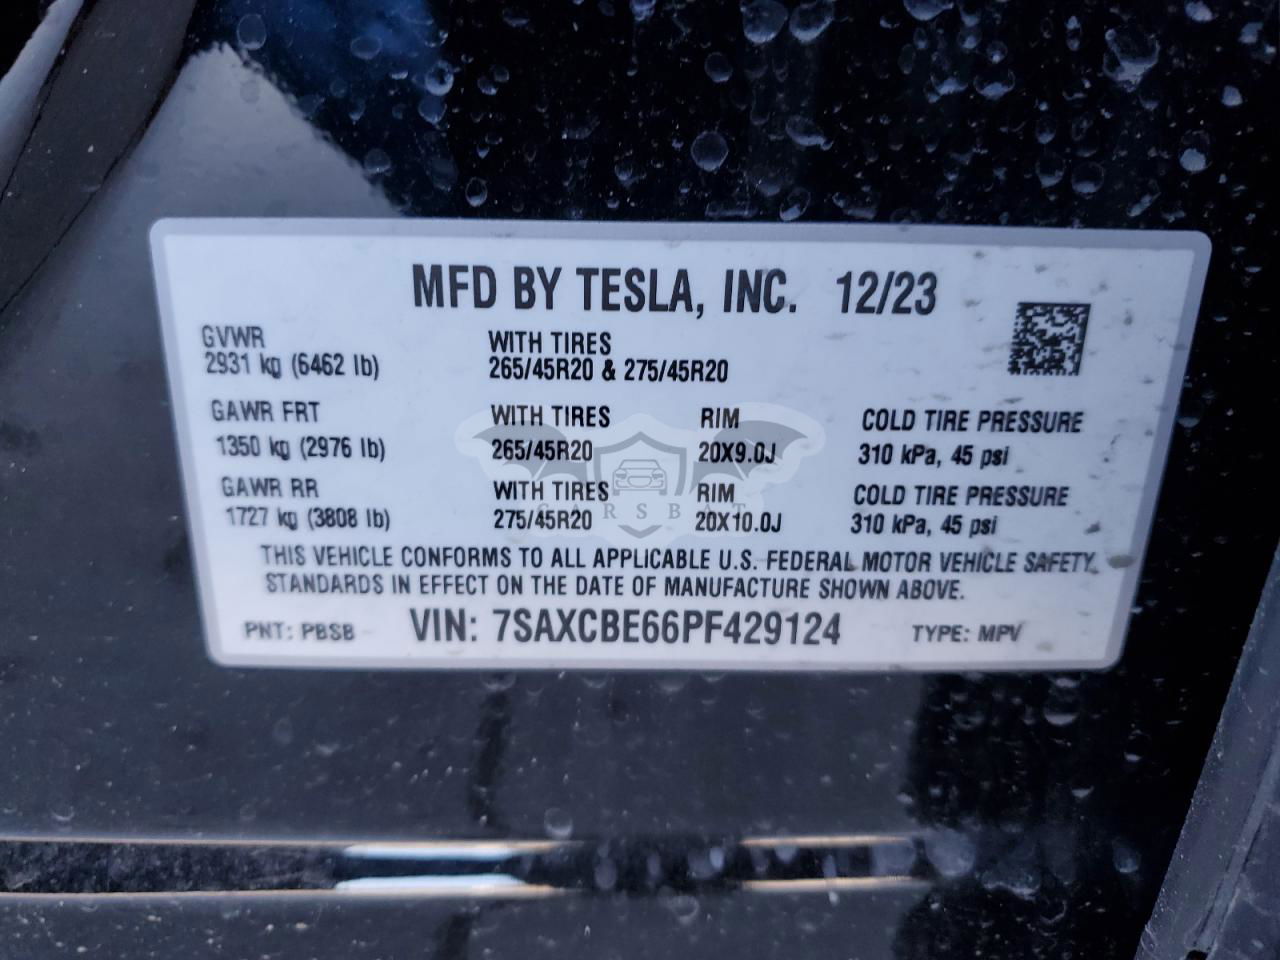 MFD BY TESLA, INC. 12/23
GVWR
2931 kg (6462 lb)
WITH TIRES
265/45R20 & 275/45R20
GAWR FRT
1350 kg (2976 lb)
WITH TIRES
265/45R20
RIM
20X9.0J
COLD TIRE PRESSURE
310 kPa, 45 psi
GAWR RR
1727 kg (3808 lb)
WITH TIRES
275/45R20
RIM
20X10.0J
COLD TIRE PRESSURE
310 kPa, 45 psi
CARSBAT
THIS VEHICLE CONFORMS TO ALL APPLICABLE U.S. FEDERAL MOTOR VEHICLE SAFETY
STANDARDS IN EFFECT ON THE DATE OF MANUFACTURE SHOWN ABOVE.
PNT: PBSB VIN: 7SAXCBE66PF429124 TYPE: MPV